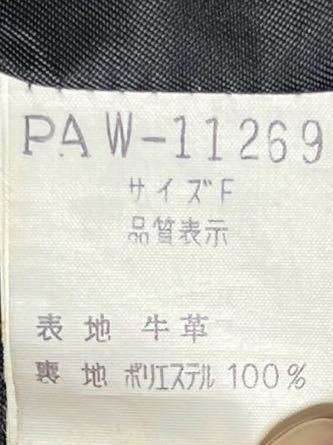 PAW-11269
サイズF
品質表示
表地 牛革
裏地 ポリエステル 100%